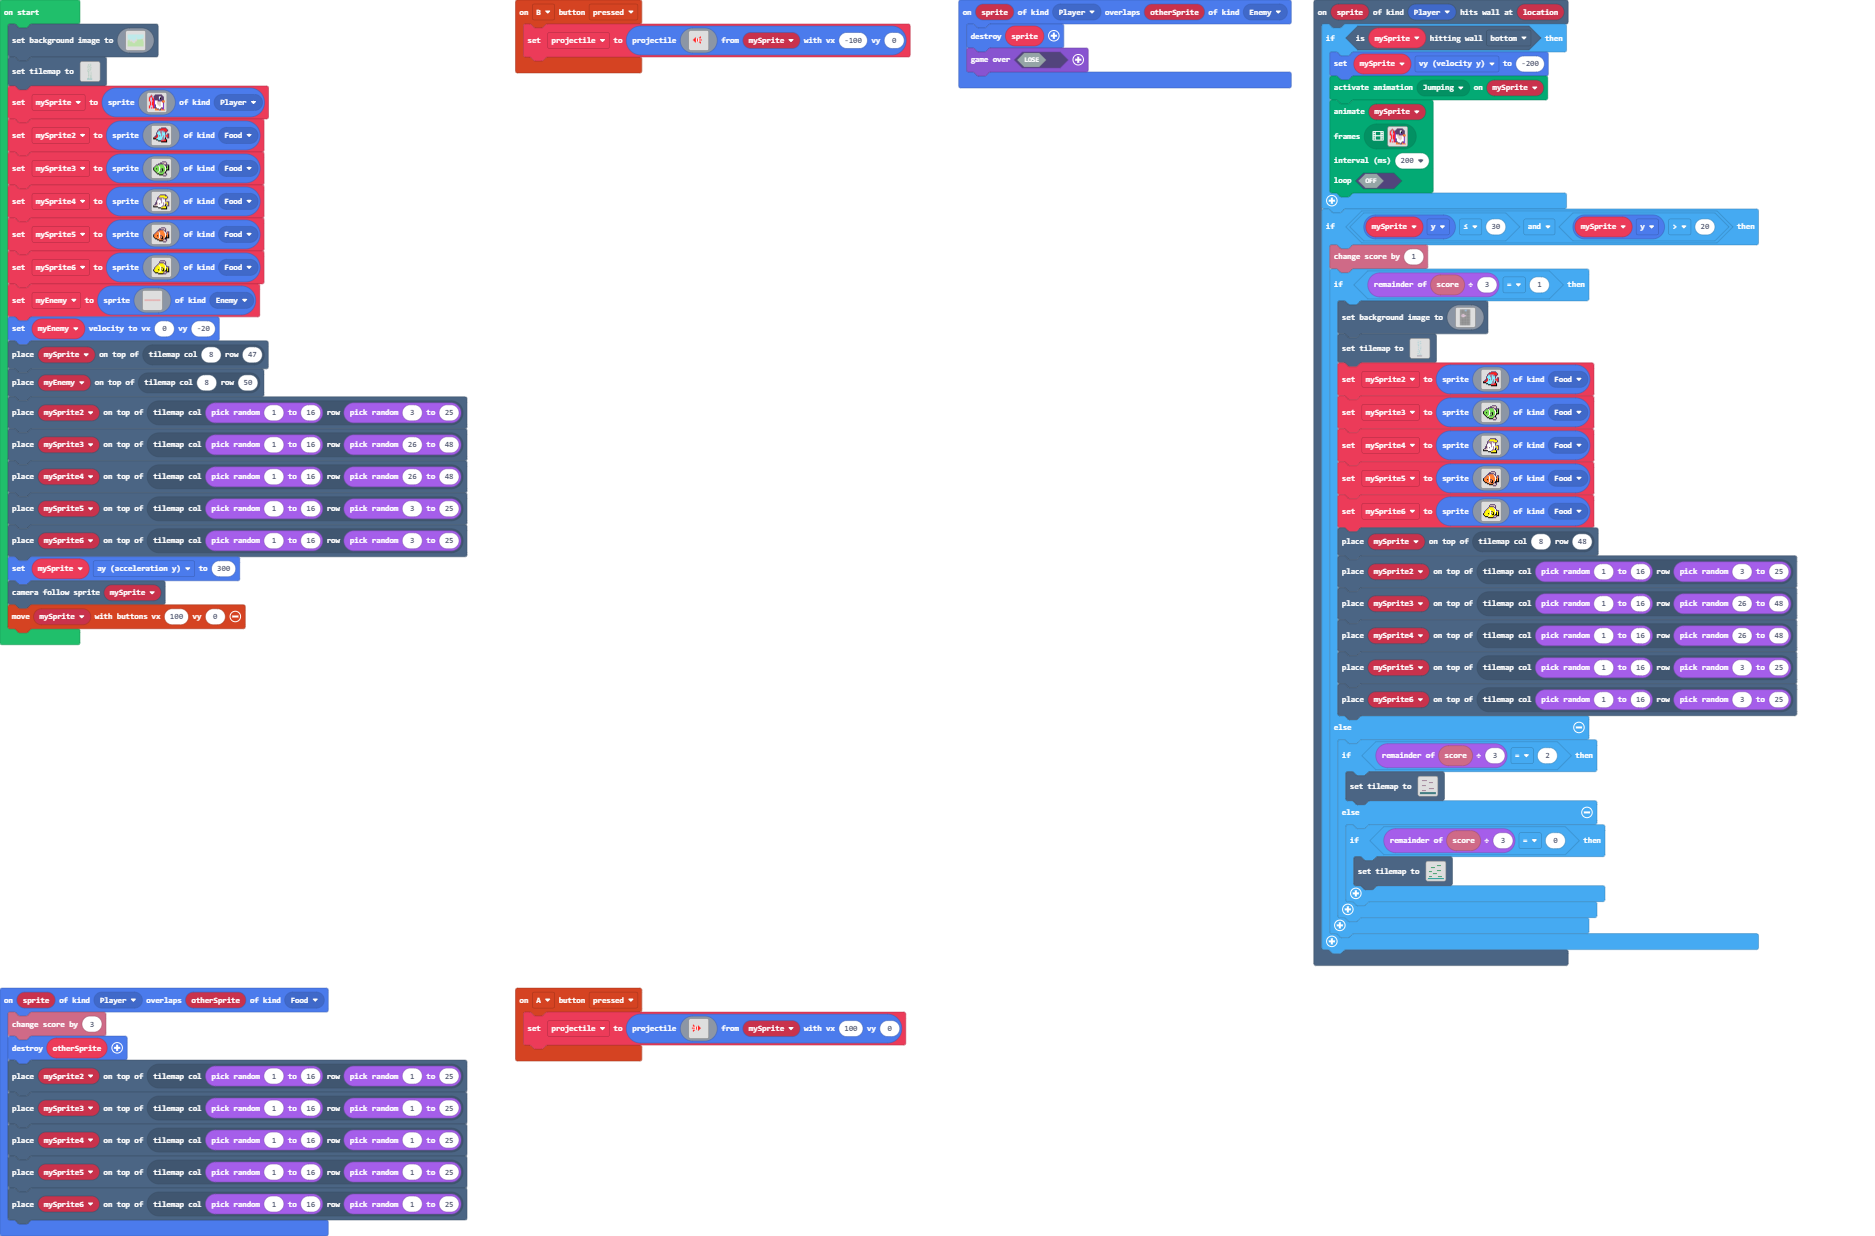 on start
set background image to
set tilemap to
set mySprite to sprite of kind Player
set mySprite2 to sprite of kind Food
set mySprite3 to sprite of kind Food
set mySprite4 to sprite of kind Food
set mySprite5 to sprite of kind Food
set mySprite6 to sprite of kind Food
set myEnemy to sprite of kind Enemy
set myEnemy velocity to vx 0 vy -20
place mySprite on top of tilemap col 8 row 47
place myEnemy on top of tilemap col 8 row 50
place mySprite2 on top of tilemap col pick random 1 to 16 row pick random 3 to 25
place mySprite3 on top of tilemap col pick random 1 to 16 row pick random 26 to 48
place mySprite4 on top of tilemap col pick random 1 to 16 row pick random 26 to 48
place mySprite5 on top of tilemap col pick random 1 to 16 row pick random 3 to 25
place mySprite6 on top of tilemap col pick random 1 to 16 row pick random 3 to 25
set mySprite ay (acceleration y) to 300
camera follow sprite mySprite
move mySprite with buttons vx 100 vy 0
on B button pressed
set projectile to projectile from mySprite with vx -100 vy 0
on sprite of kind Player overlaps otherSprite of kind Enemy
destroy sprite
game over LOSE
on sprite of kind Player hits wall at location
if is mySprite hitting wall bottom then
set mySprite vy (velocity y) to -200
activate animation Jumping on mySprite
animate mySprite
frames
interval (ms) 200
loop OFF
if mySprite y ≤ 30 and mySprite y > 20 then
change score by 1
if remainder of score ÷ 3 = 1 then
set background image to
set tilemap to
set mySprite2 to sprite of kind Food
set mySprite3 to sprite of kind Food
set mySprite4 to sprite of kind Food
set mySprite5 to sprite of kind Food
set mySprite6 to sprite of kind Food
place mySprite on top of tilemap col 8 row 48
place mySprite2 on top of tilemap col pick random 1 to 16 row pick random 3 to 25
place mySprite3 on top of tilemap col pick random 1 to 16 row pick random 26 to 48
place mySprite4 on top of tilemap col pick random 1 to 16 row pick random 26 to 48
place mySprite5 on top of tilemap col pick random 1 to 16 row pick random 3 to 25
place mySprite6 on top of tilemap col pick random 1 to 16 row pick random 3 to 25
else
if remainder of score ÷ 3 = 2 then
set tilemap to
else
if remainder of score ÷ 3 = 0 then
set tilemap to
on sprite of kind Player overlaps otherSprite of kind Food
change score by 3
destroy otherSprite
place mySprite2 on top of tilemap col pick random 1 to 16 row pick random 1 to 25
place mySprite3 on top of tilemap col pick random 1 to 16 row pick random 1 to 25
place mySprite4 on top of tilemap col pick random 1 to 16 row pick random 1 to 25
place mySprite5 on top of tilemap col pick random 1 to 16 row pick random 1 to 25
place mySprite6 on top of tilemap col pick random 1 to 16 row pick random 1 to 25
on A button pressed
set projectile to projectile from mySprite with vx 100 vy 0